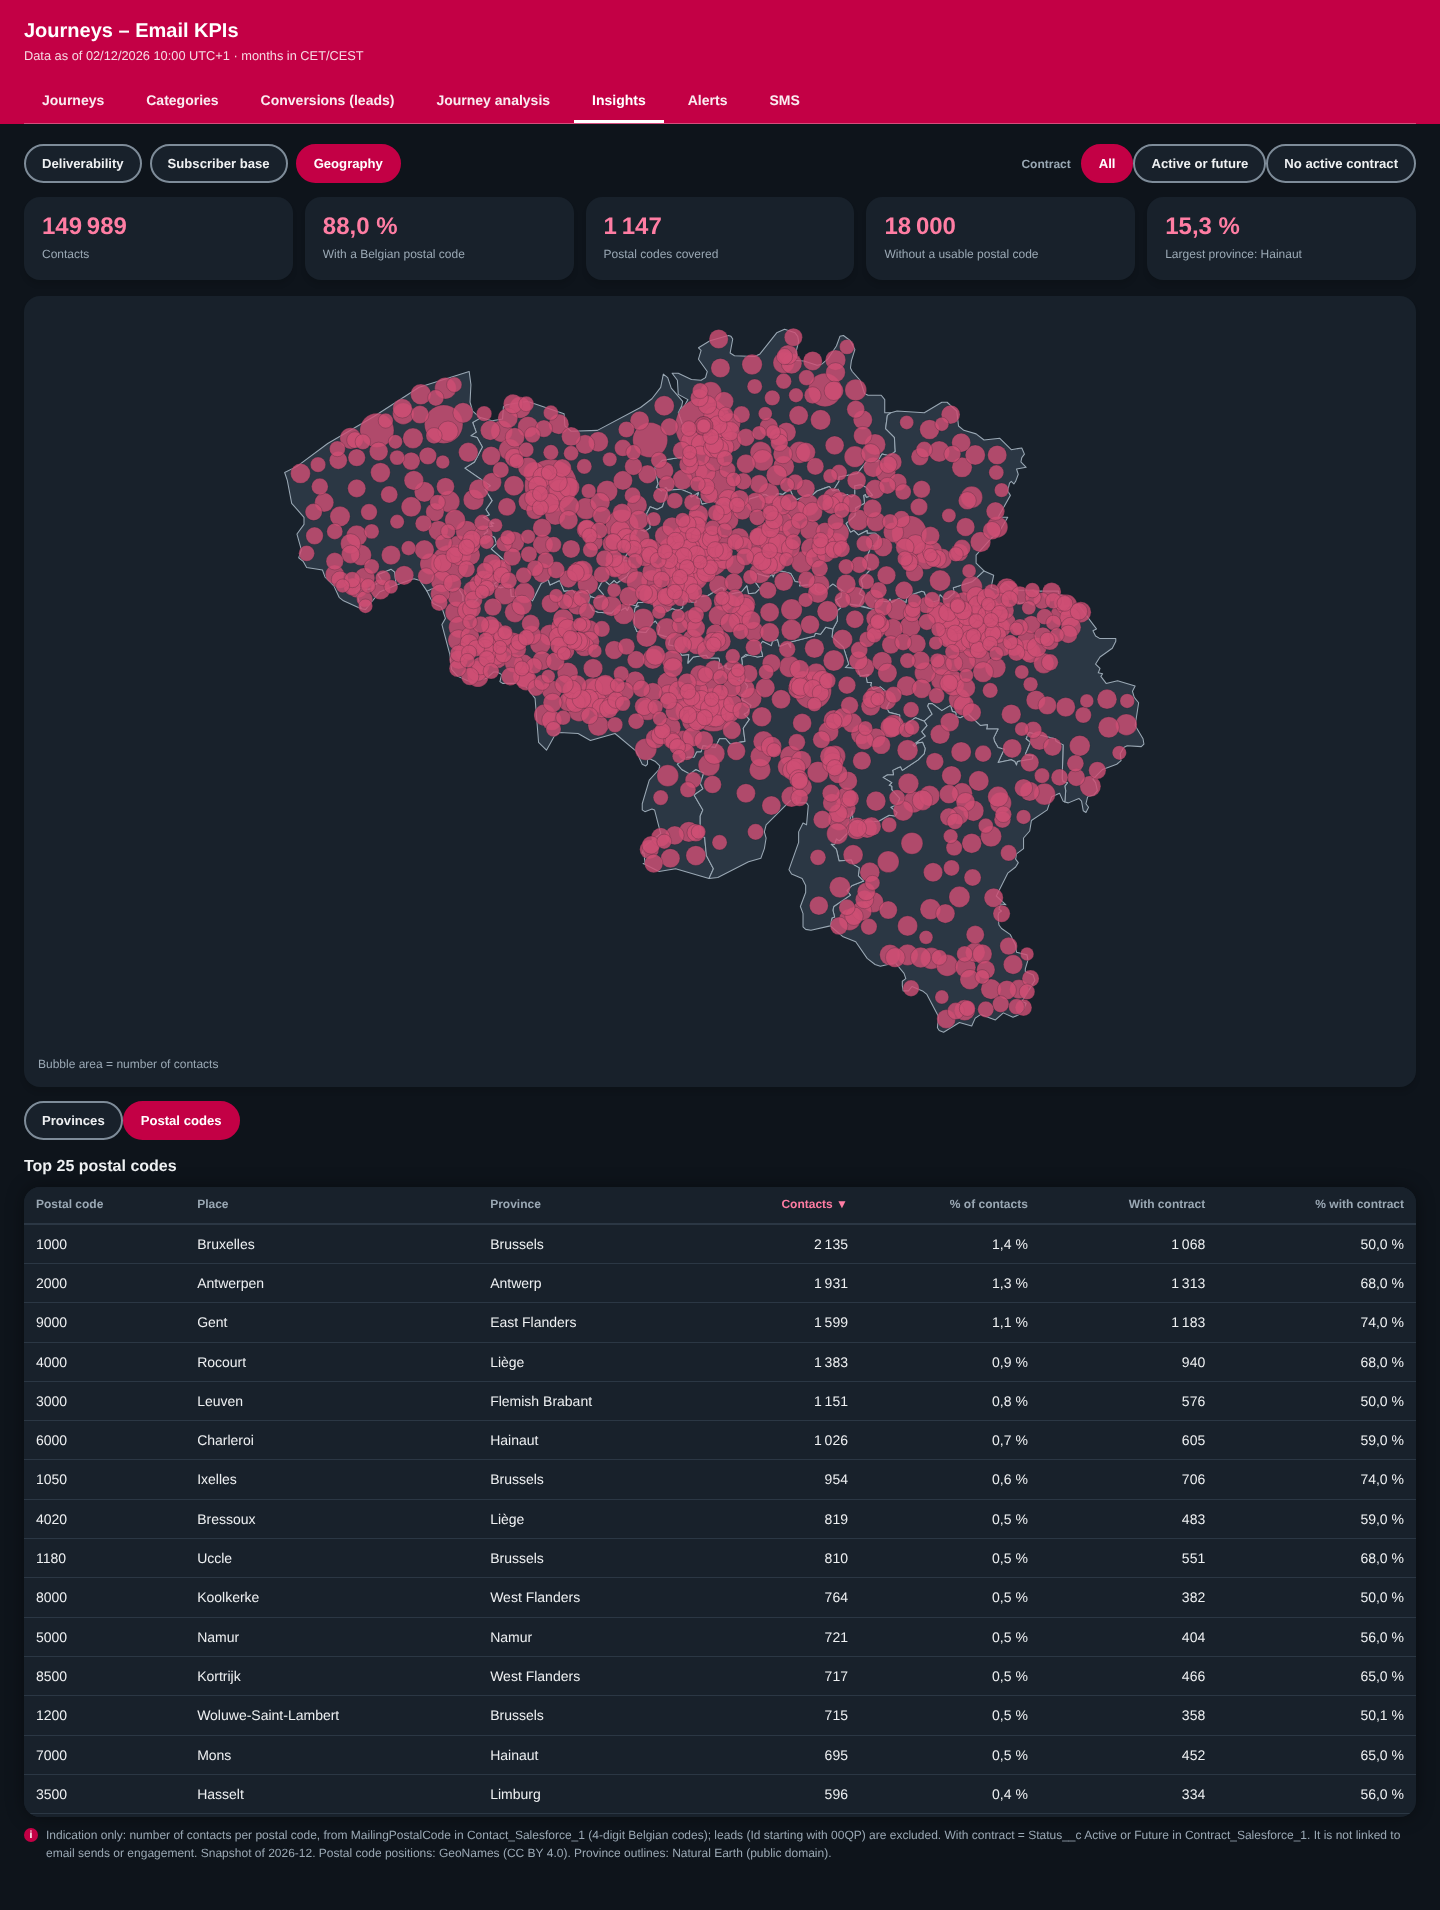 Journeys – Email KPIs
Data as of 02/12/2026 10:00 UTC+1 · months in CET/CEST
Journeys Categories Conversions (leads) Journey analysis Insights Alerts SMS
Deliverability Subscriber base Geography Contract All Active or future No active contract
149 989 88,0 % 1 147 18 000 15,3 %
Contacts With a Belgian postal code Postal codes covered Without a usable postal code Largest province: Hainaut
Bubble area = number of contacts
Provinces Postal codes
Top 25 postal codes
Postal code Place Province Contacts ▼ % of contacts With contract % with contract
1000 Bruxelles Brussels 2 135 1,4 % 1 068 50,0 %
2000 Antwerpen Antwerp 1 931 1,3 % 1 313 68,0 %
9000 Gent East Flanders 1 599 1,1 % 1 183 74,0 %
4000 Rocourt Liège 1 383 0,9 % 940 68,0 %
3000 Leuven Flemish Brabant 1 151 0,8 % 576 50,0 %
6000 Charleroi Hainaut 1 026 0,7 % 605 59,0 %
1050 Ixelles Brussels 954 0,6 % 706 74,0 %
4020 Bressoux Liège 819 0,5 % 483 59,0 %
1180 Uccle Brussels 810 0,5 % 551 68,0 %
8000 Koolkerke West Flanders 764 0,5 % 382 50,0 %
5000 Namur Namur 721 0,5 % 404 56,0 %
8500 Kortrijk West Flanders 717 0,5 % 466 65,0 %
1200 Woluwe-Saint-Lambert Brussels 715 0,5 % 358 50,1 %
7000 Mons Hainaut 695 0,5 % 452 65,0 %
3500 Hasselt Limburg 596 0,4 % 334 56,0 %
i Indication only: number of contacts per postal code, from MailingPostalCode in Contact_Salesforce_1 (4-digit Belgian codes); leads (Id starting with 00QP) are excluded. With contract = Status__c Active or Future in Contract_Salesforce_1. It is not linked to
email sends or engagement. Snapshot of 2026-12. Postal code positions: GeoNames (CC BY 4.0). Province outlines: Natural Earth (public domain).